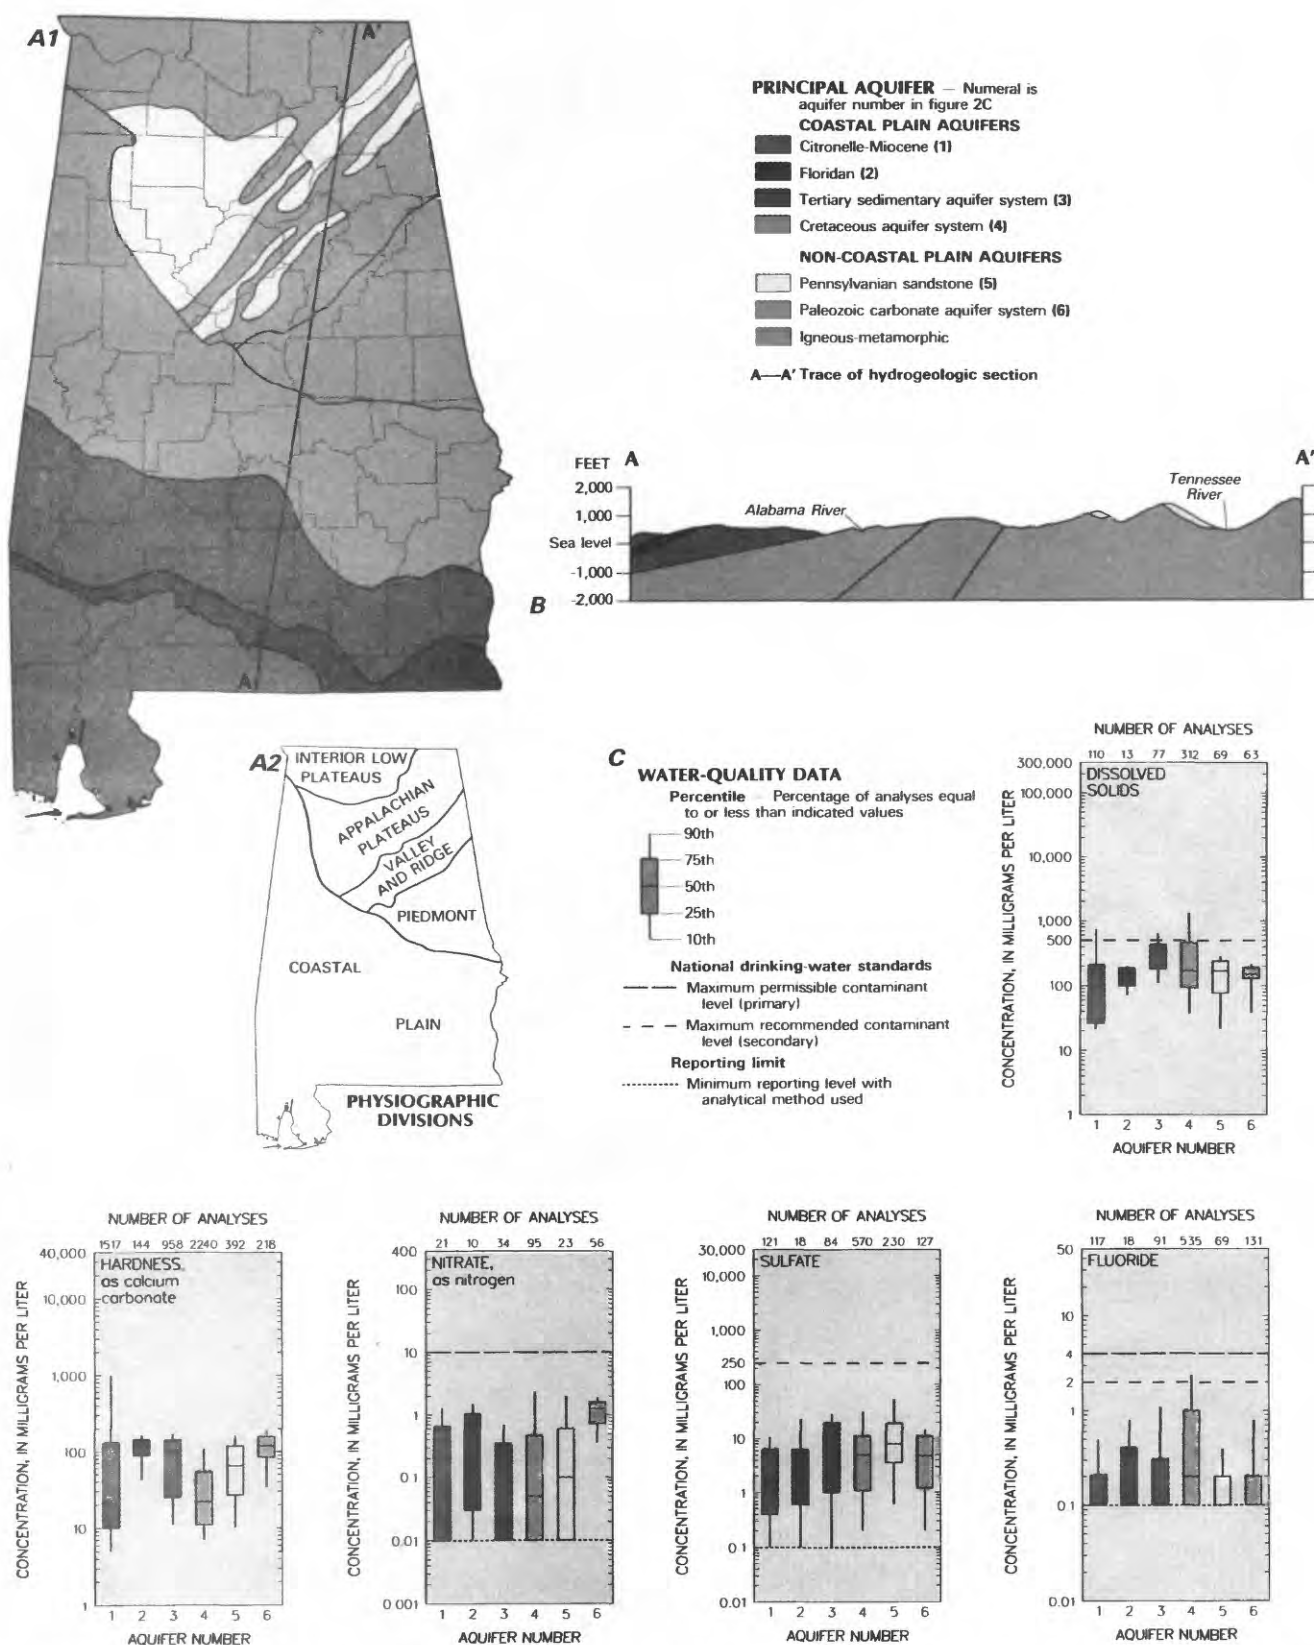 A1
A'
A
PRINCIPAL AQUIFER — Numeral is
aquifer number in figure 2C
COASTAL PLAIN AQUIFERS
Citronelle-Miocene (1)
Floridan (2)
Tertiary sedimentary aquifer system (3)
Cretaceous aquifer system (4)
NON-COASTAL PLAIN AQUIFERS
Pennsylvanian sandstone (5)
Paleozoic carbonate aquifer system (6)
Igneous-metamorphic
A—A' Trace of hydrogeologic section
FEET A A'
2,000
1,000
Sea level
-1,000
-2,000
B
Alabama River
Tennessee
River
A2
INTERIOR LOW
PLATEAUS
APPALACHIAN
PLATEAUS
VALLEY
AND RIDGE
PIEDMONT
COASTAL
PLAIN
PHYSIOGRAPHIC
DIVISIONS
C
WATER-QUALITY DATA
Percentile — Percentage of analyses equal
to or less than indicated values
90th
75th
50th
25th
10th
National drinking-water standards
Maximum permissible contaminant
level (primary)
Maximum recommended contaminant
level (secondary)
Reporting limit
Minimum reporting level with
analytical method used
NUMBER OF ANALYSES
110 13 77 312 69 63
DISSOLVED
SOLIDS
CONCENTRATION, IN MILLIGRAMS PER LITER
300,000
100,000
10,000
1,000
500
100
10
1
1 2 3 4 5 6
AQUIFER NUMBER
NUMBER OF ANALYSES
1517 144 958 2240 392 218
HARDNESS,
as calcium
carbonate
CONCENTRATION, IN MILLIGRAMS PER LITER
40,000
10,000
1,000
100
10
1
1 2 3 4 5 6
AQUIFER NUMBER
NUMBER OF ANALYSES
21 10 34 95 23 56
NITRATE,
as nitrogen
CONCENTRATION, IN MILLIGRAMS PER LITER
400
100
10
1
0.1
0.01
0.001
1 2 3 4 5 6
AQUIFER NUMBER
NUMBER OF ANALYSES
121 18 84 570 230 127
SULFATE
CONCENTRATION, IN MILLIGRAMS PER LITER
30,000
10,000
1,000
250
100
10
1
0.1
0.01
1 2 3 4 5 6
AQUIFER NUMBER
NUMBER OF ANALYSES
117 18 91 535 69 131
FLUORIDE
CONCENTRATION, IN MILLIGRAMS PER LITER
50
10
4
2
1
0.1
0.01
1 2 3 4 5 6
AQUIFER NUMBER